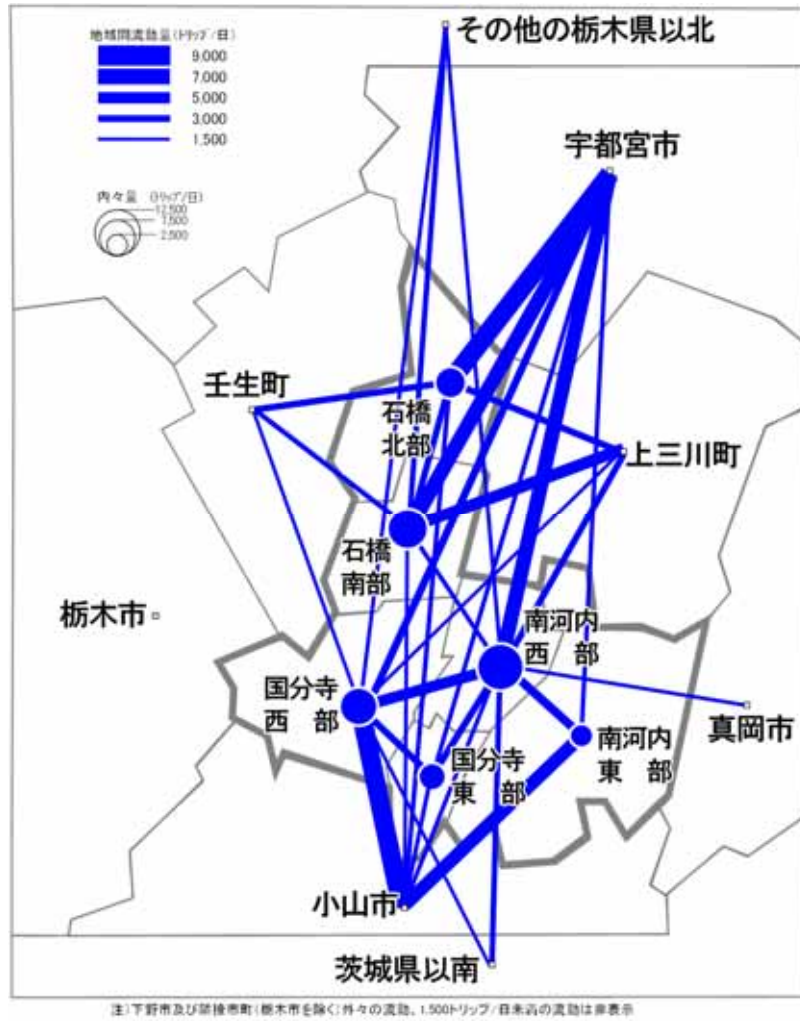 その他の栃木県以北
地域間流動量(トリップ/日)
9,000
7,000
5,000
3,000
1,500
宇都宮市
内々量 (トリップ/日)
12,500
7,500
2,500
壬生町
石橋
北部
上三川町
石橋
南部
栃木市
南河内
西 部
国分寺
西 部
真岡市
南河内
東 部
国分寺
東 部
小山市
茨城県以南
注)下野市及び隣接市町(栃木市を除く)外々の流動、1,500トリップ/日未満の流動は非表示